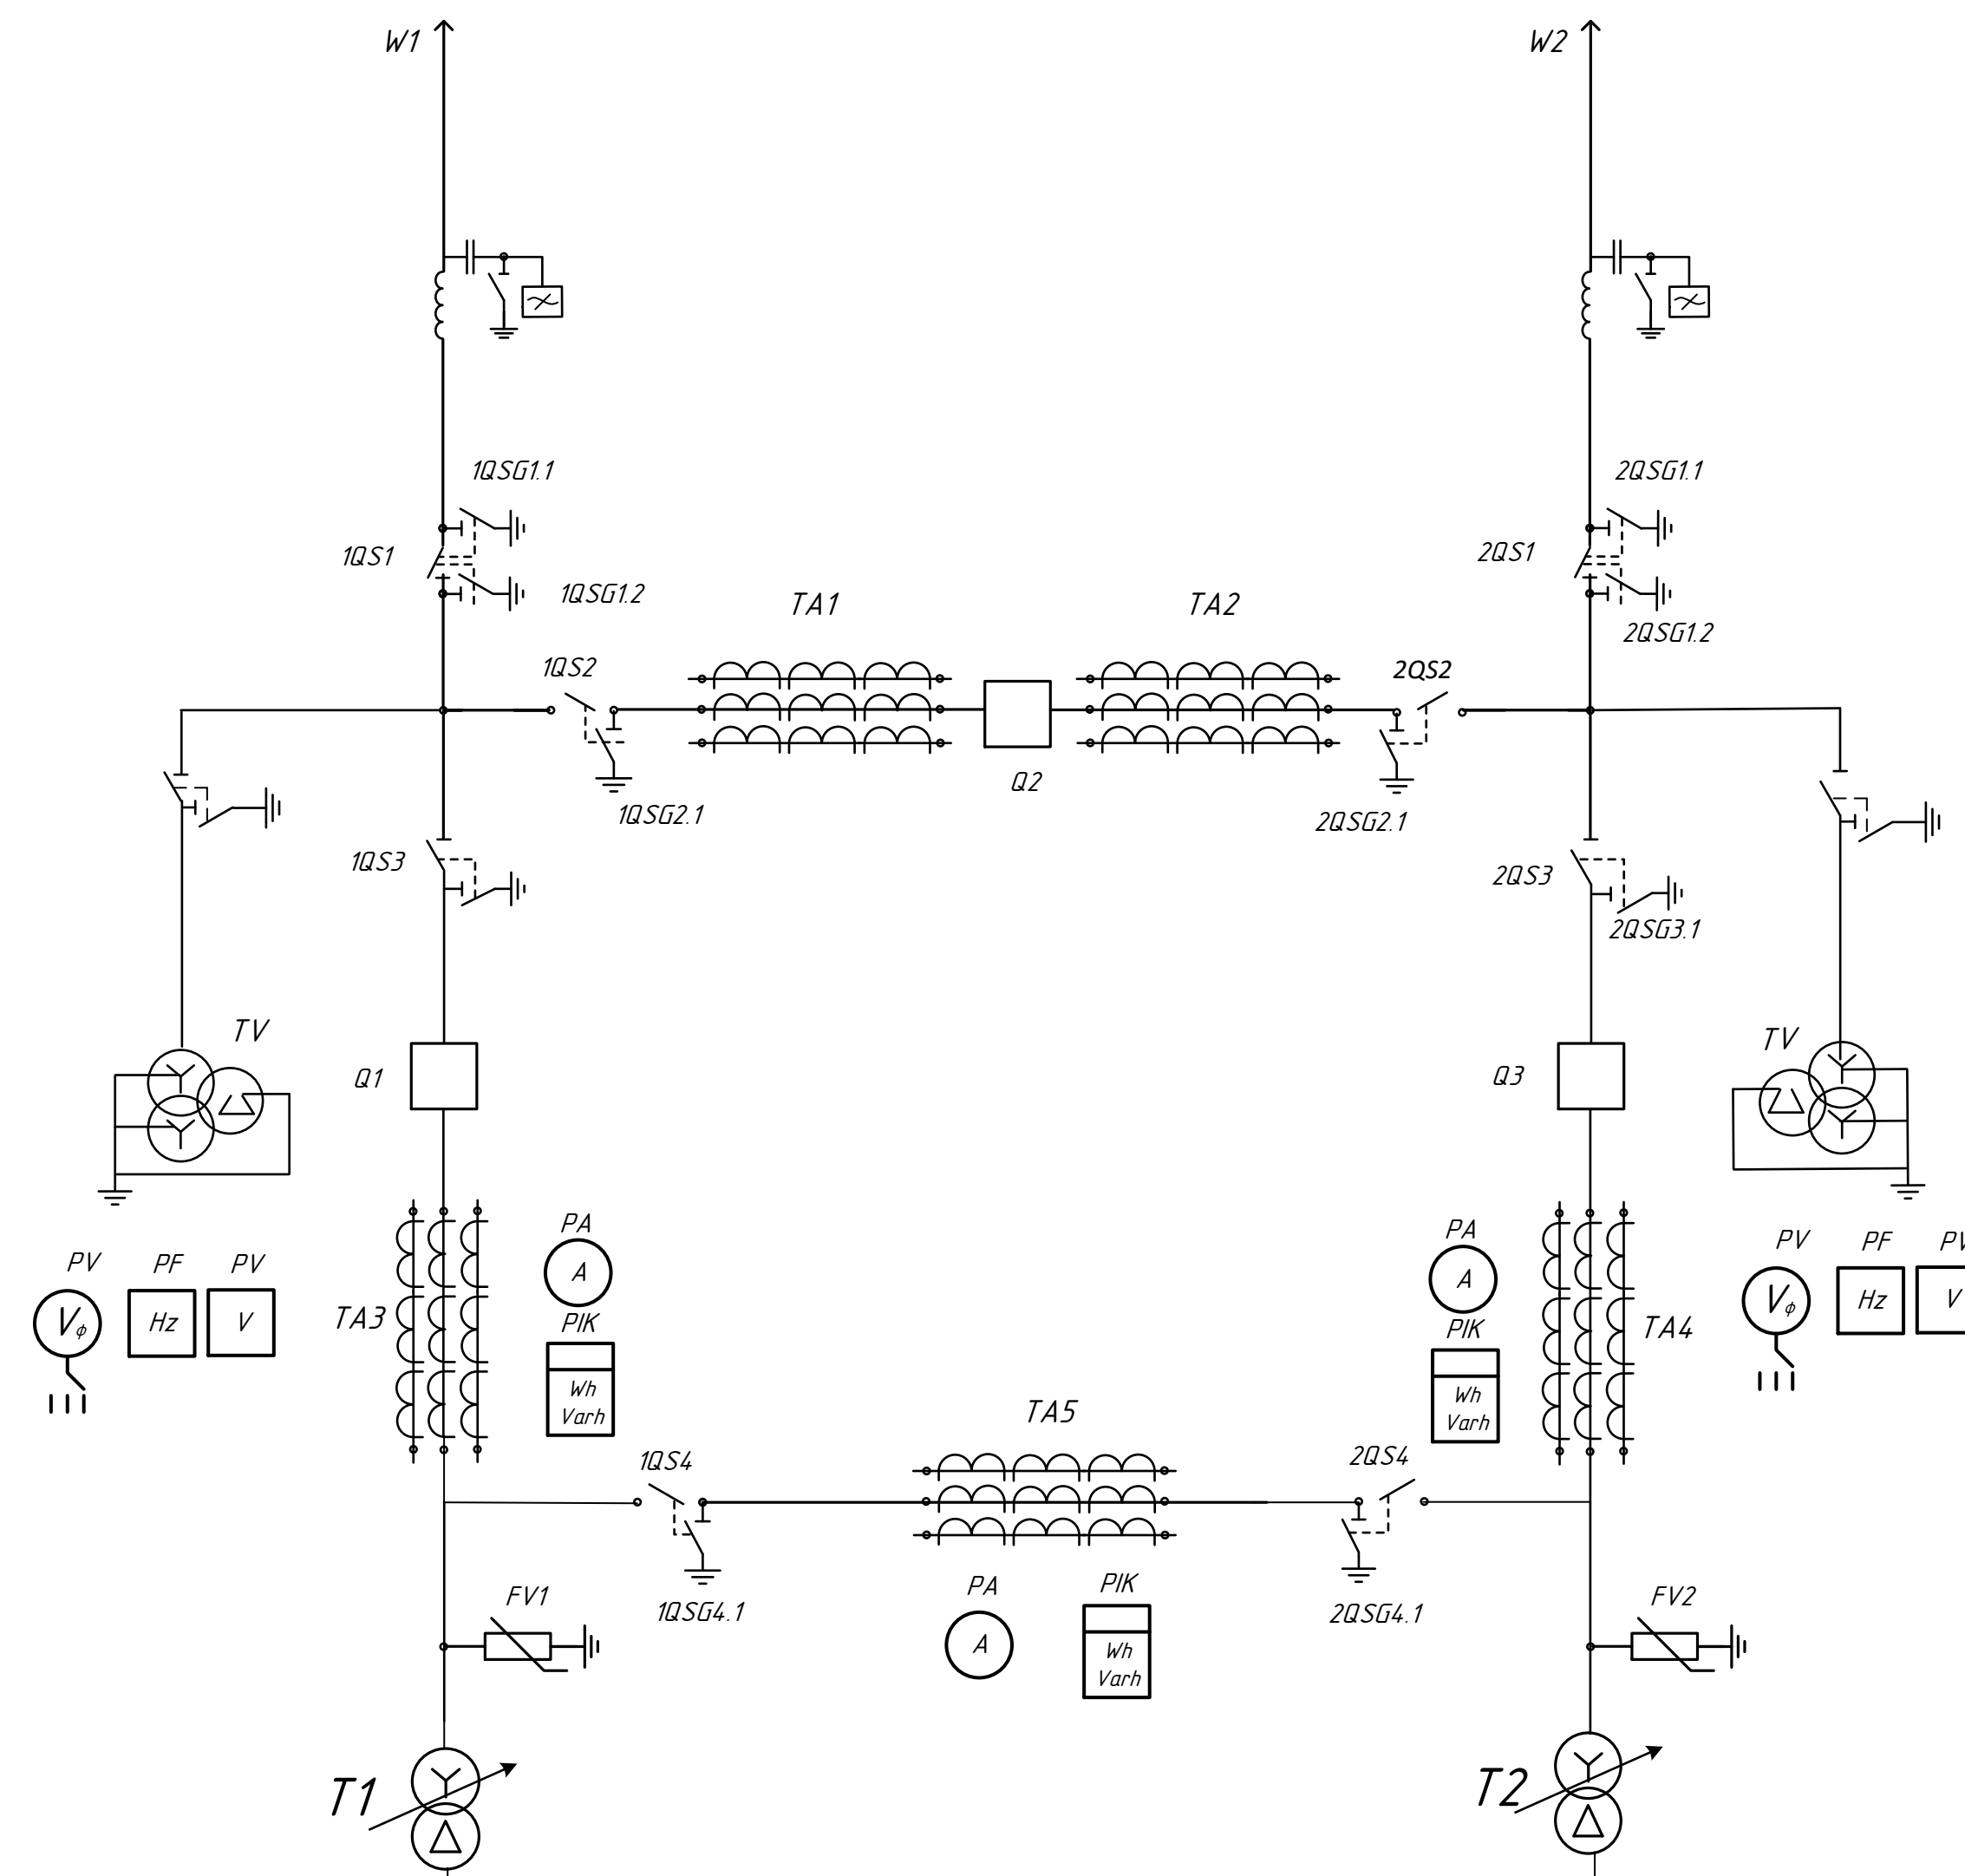 W1
W2
1QSG1.1
2QSG1.1
1QS1
2QS1
1QSG1.2
TA1
TA2
2QSG1.2
1QS2
2QS2
Q2
1QSG2.1
2QSG2.1
1QS3
2QS3
2QSG3.1
TV
TV
Q1
Q3
PA
PA
PV
PF
PV
PV
PF
PV
A
A
Vф
Hz
V
TA3
PIK
PIK
TA4
Vф
Hz
V
Wh
Varh
Wh
Varh
TA5
1QS4
2QS4
PA
PIK
FV1
FV2
1QSG4.1
2QSG4.1
A
Wh
Varh
T1
T2